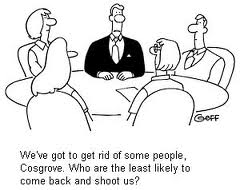 Geff
We've got to get rid of some people,
Cosgrove. Who are the least likely to
come back and shoot us?